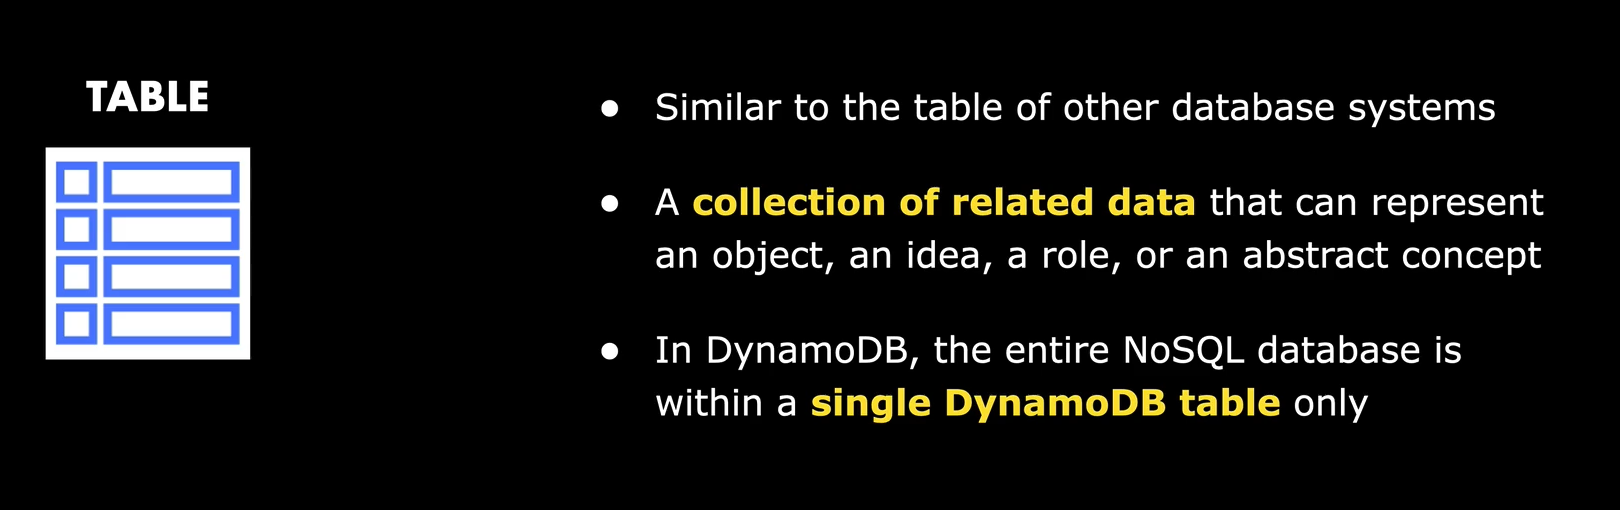 TABLE
● Similar to the table of other database systems
● A collection of related data that can represent
an object, an idea, a role, or an abstract concept
● In DynamoDB, the entire NoSQL database is
within a single DynamoDB table only